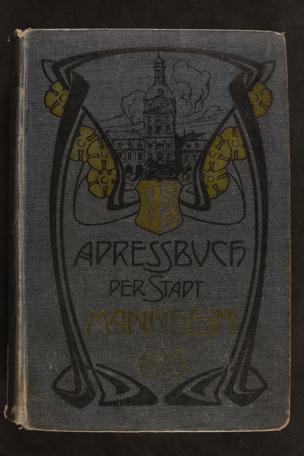 ADRESSBUCH
DER STADT
MANNHEIM